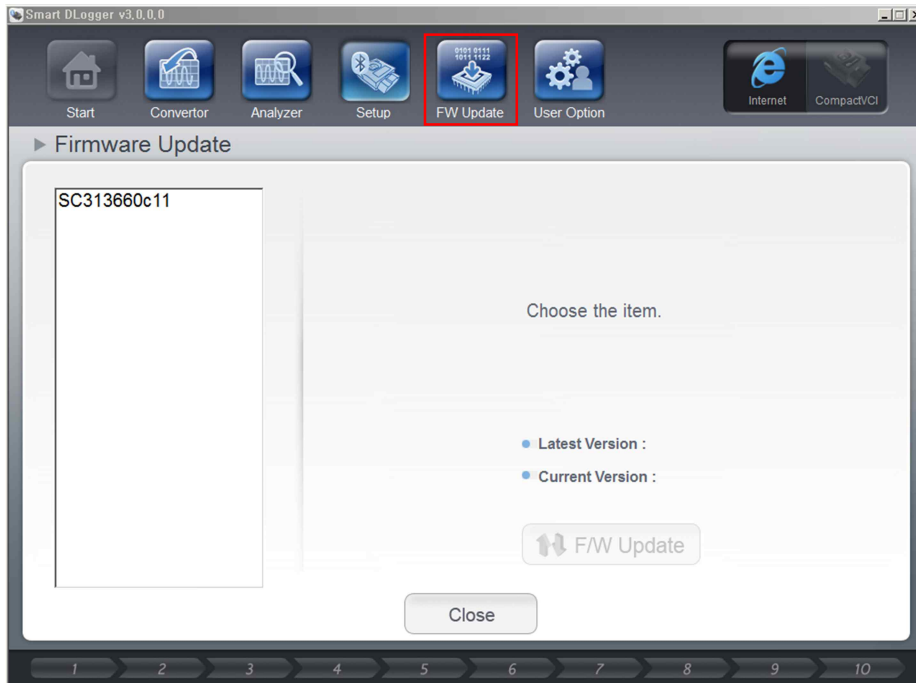 Smart DLogger v3,0,0,0
0101 0111
1011 1122
Start
Convertor
Analyzer
Setup
FW Update
User Option
Internet
CompactVCI
Firmware Update
SC313660c11
Choose the item.
Latest Version :
Current Version :
F/W Update
Close
1 2 3 4 5 6 7 8 9 10